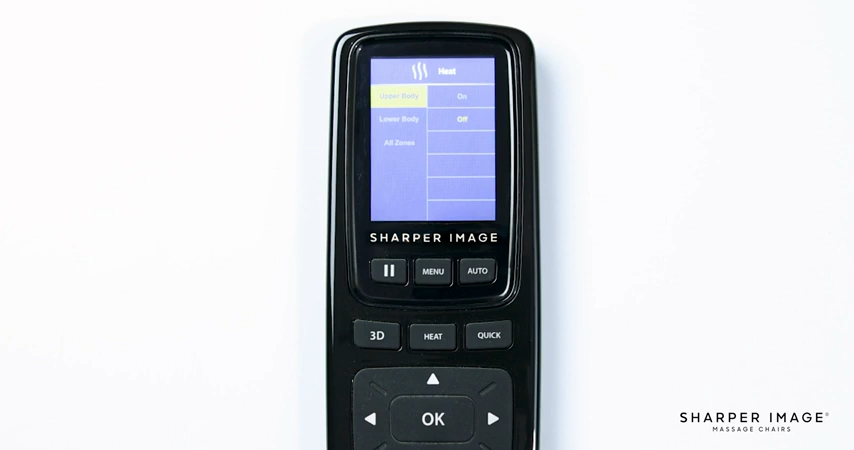 Heat
Upper Body On
Lower Body Off
All Zones
SHARPER IMAGE
MENU AUTO
3D HEAT QUICK
OK
SHARPER IMAGE®
MASSAGE CHAIRS